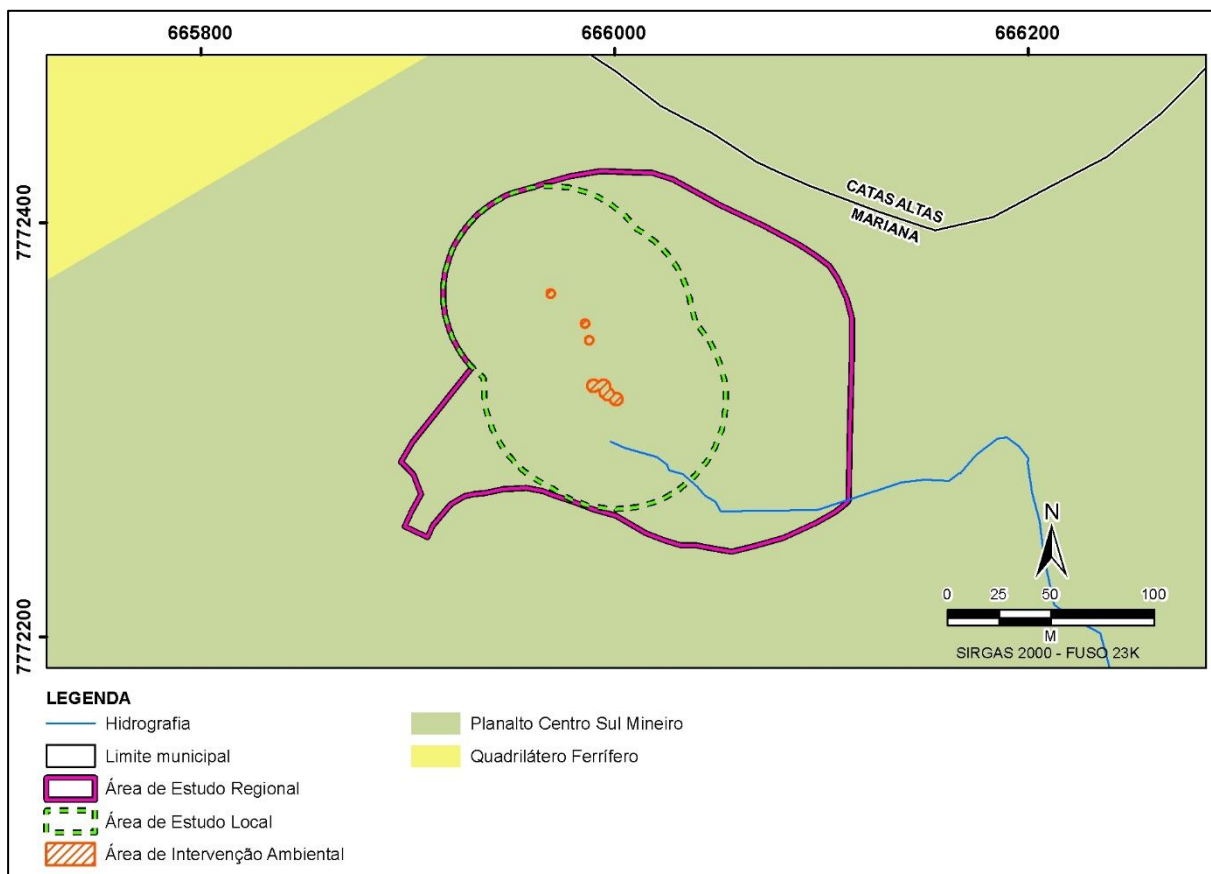 665800 666000 666200
7772400
7772200
CATAS ALTAS
MARIANA
N
0 25 50 100
M
SIRGAS 2000 - FUSO 23K
LEGENDA
Hidrografia
Limite municipal
Área de Estudo Regional
Área de Estudo Local
Área de Intervenção Ambiental
Planalto Centro Sul Mineiro
Quadrilátero Ferrífero